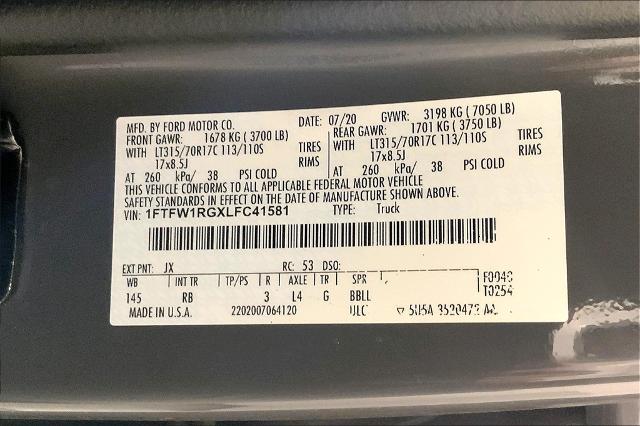 MFD. BY FORD MOTOR CO. DATE: 07/20 GVWR: 3198 KG ( 7050 LB)
FRONT GAWR: 1678 KG ( 3700 LB) REAR GAWR: 1701 KG ( 3750 LB)
WITH LT315/70R17C 113/110S TIRES WITH LT315/70R17C 113/110S TIRES
17x8.5J RIMS 17x8.5J RIMS
AT 260 kPa/ 38 PSI COLD AT 260 kPa/ 38 PSI COLD
THIS VEHICLE CONFORMS TO ALL APPLICABLE FEDERAL MOTOR VEHICLE
SAFETY STANDARDS IN EFFECT ON THE DATE OF MANUFACTURE SHOWN ABOVE.
VIN: 1FTFW1RGXLFC41581 TYPE: Truck
EXT PNT: JX RC: 53 DSO:
WB INT TR TP/PS R AXLE TR SPR
145 RB 3 L4 G BBLL
MADE IN U.S.A. 2202007064120 ULC
T0254